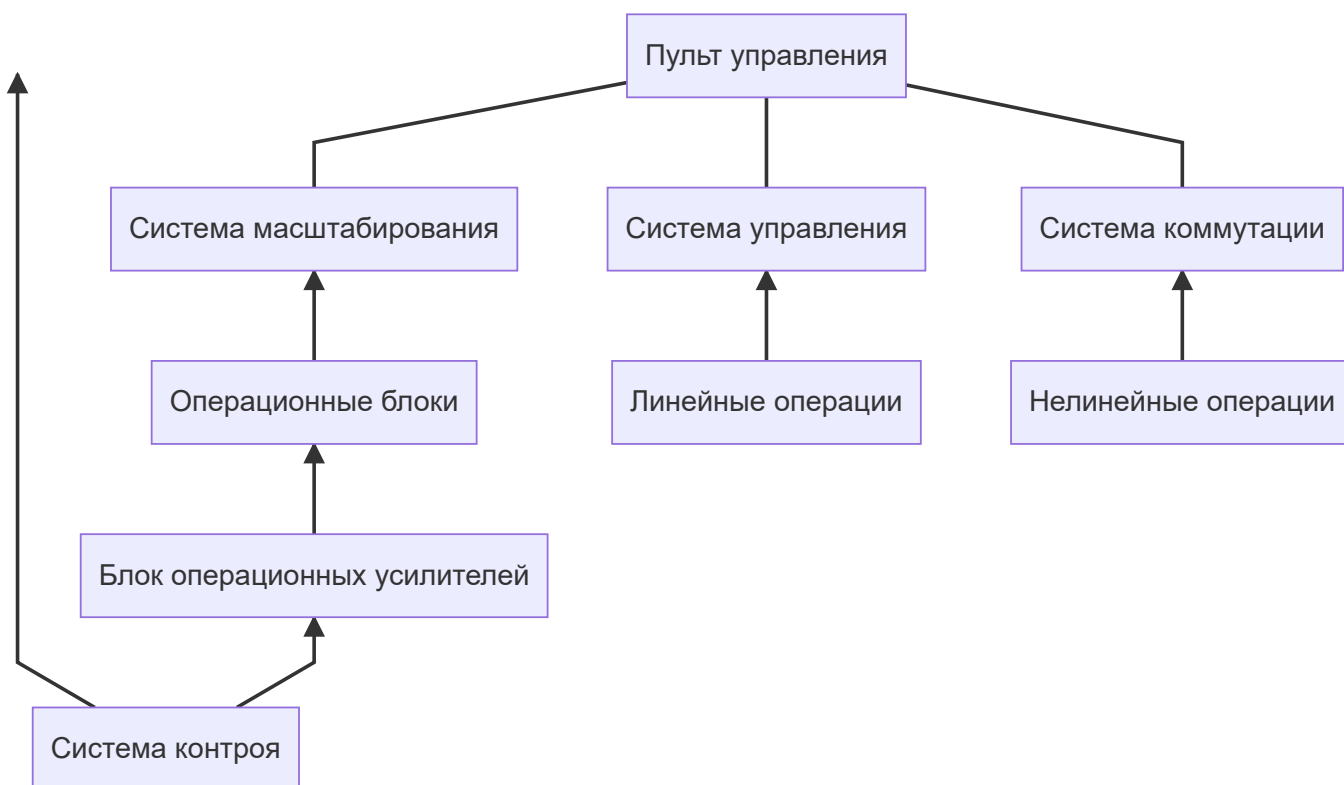 Пульт управления
Система масштабирования
Система управления
Система коммутации
Операционные блоки
Линейные операции
Нелинейные операции
Блок операционных усилителей
Система контроя